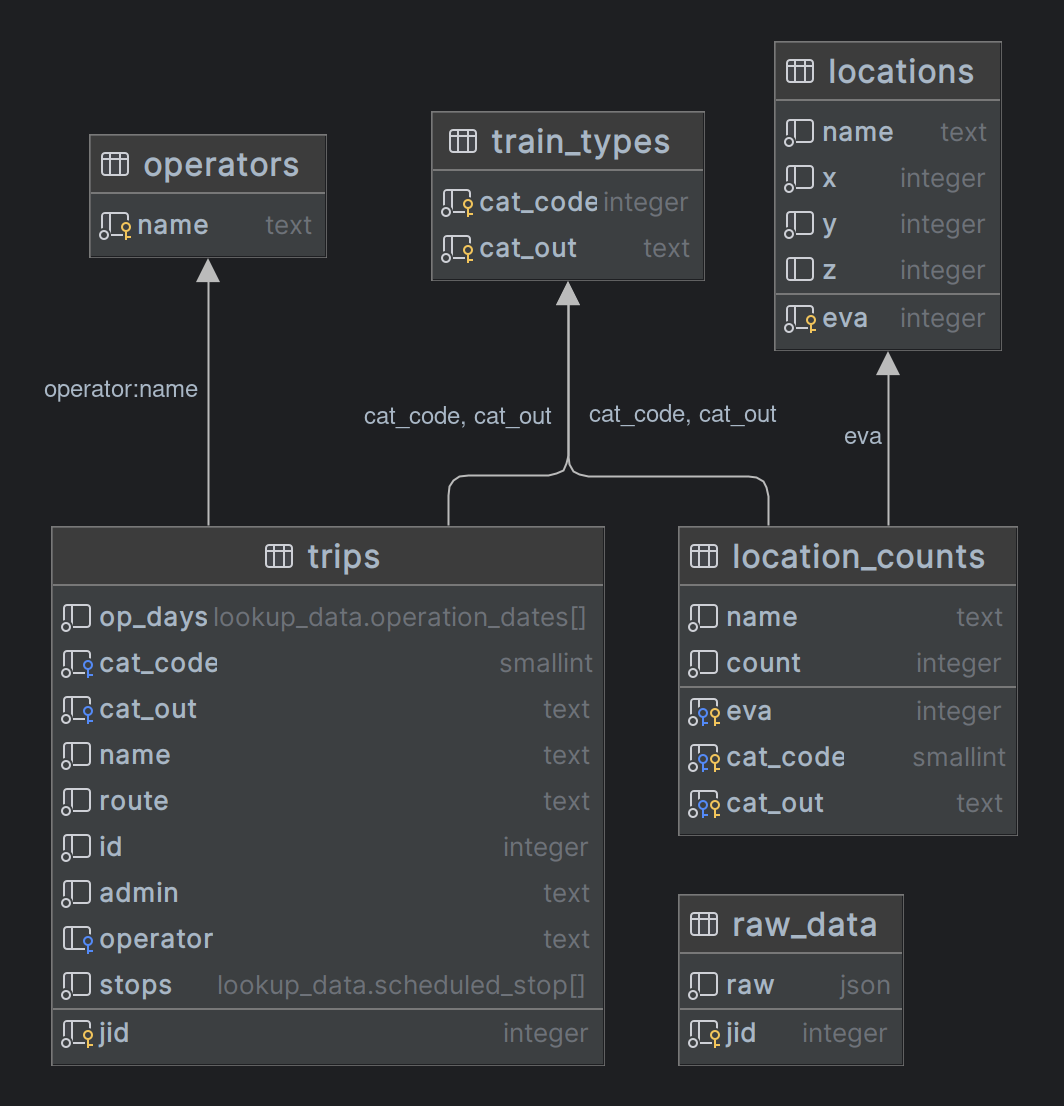 locations
name text
x integer
y integer
z integer
eva integer
train_types
cat_code integer
cat_out text
operators
name text
operator:name
cat_code, cat_out
cat_code, cat_out
eva
trips
op_days lookup_data.operation_dates[]
cat_code smallint
cat_out text
name text
route text
id integer
admin text
operator text
stops lookup_data.scheduled_stop[]
jid integer
location_counts
name text
count integer
eva integer
cat_code smallint
cat_out text
raw_data
raw json
jid integer